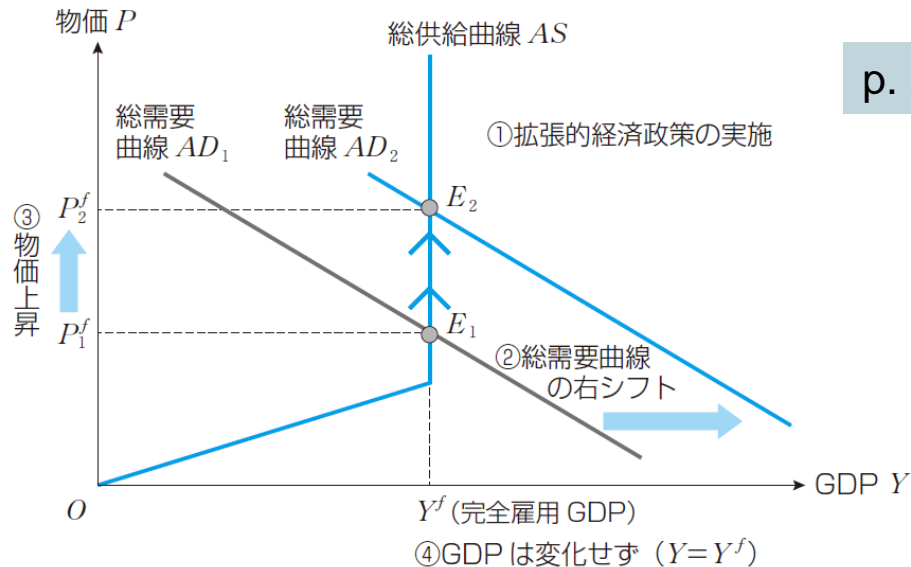 物価 P
総供給曲線 AS
p.
総需要
曲線 AD₁
総需要
曲線 AD₂
①拡張的経済政策の実施
P₂ᶠ
E₂
③物価上昇
P₁ᶠ
E₁
②総需要曲線
の右シフト
O
Yᶠ(完全雇用 GDP)
GDP Y
④GDP は変化せず(Y=Yᶠ)